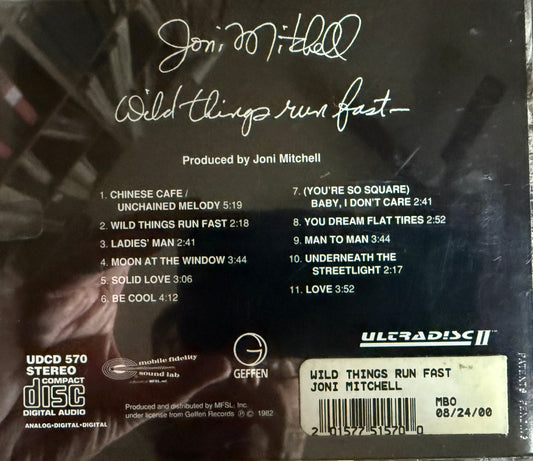 Joni Mitchell
Wild things run fast
Produced by Joni Mitchell
1. CHINESE CAFE /
UNCHAINED MELODY 5:19
2. WILD THINGS RUN FAST 2:18
3. LADIES' MAN 2:41
4. MOON AT THE WINDOW 3:44
5. SOLID LOVE 3:06
6. BE COOL 4:12
7. (YOU'RE SO SQUARE)
BABY, I DON'T CARE 2:41
8. YOU DREAM FLAT TIRES 2:52
9. MAN TO MAN 3:44
10. UNDERNEATH THE
STREETLIGHT 2:17
11. LOVE 3:52
UDCD 570
STEREO
COMPACT
disc
DIGITAL AUDIO
ANALOG•DIGITAL•DIGITAL
mobile fidelity
sound lab
G
GEFFEN
ULTRADISC II™
Produced and distributed by MFSL, Inc.
under license from Geffen Records ℗ © 1982
WILD THINGS RUN FAST
JONI MITCHELL
MBO
08/24/00
2 01577 51570 0